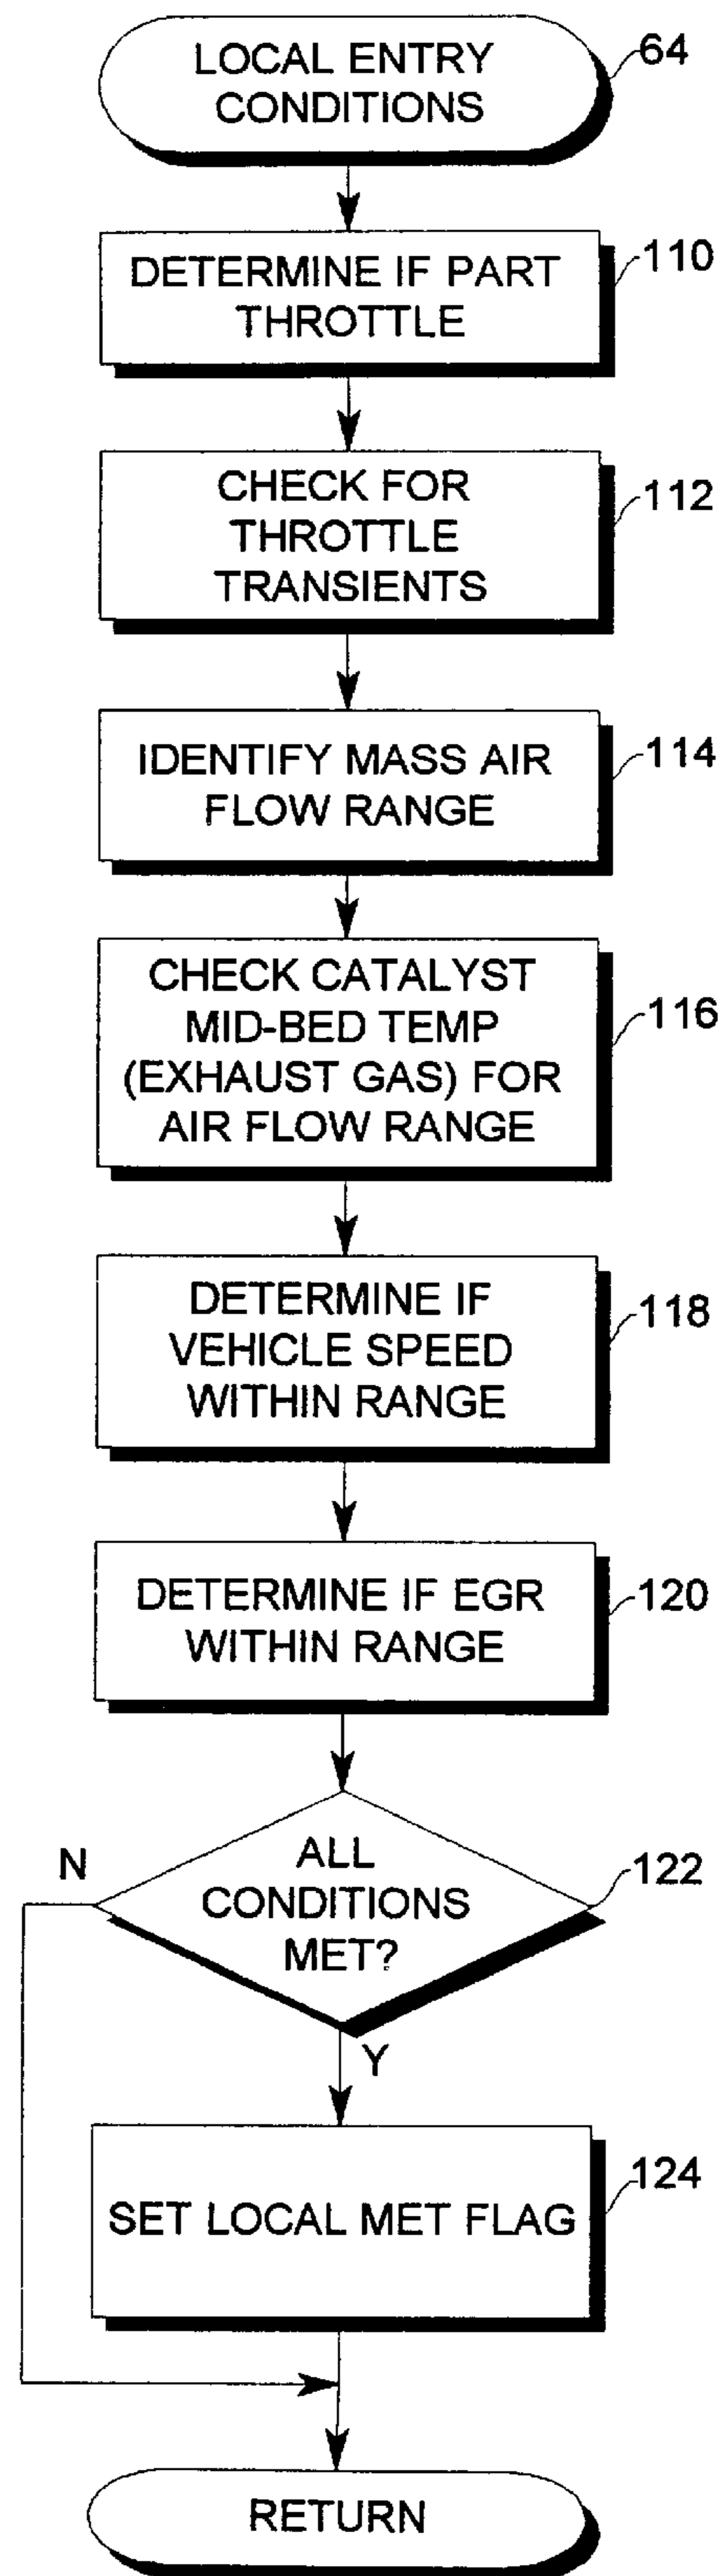 LOCAL ENTRY
CONDITIONS
64
DETERMINE IF PART
THROTTLE
110
CHECK FOR
THROTTLE
TRANSIENTS
112
IDENTIFY MASS AIR
FLOW RANGE
114
CHECK CATALYST
MID-BED TEMP
(EXHAUST GAS) FOR
AIR FLOW RANGE
116
DETERMINE IF
VEHICLE SPEED
WITHIN RANGE
118
DETERMINE IF EGR
WITHIN RANGE
120
N
ALL
CONDITIONS
MET?
122
Y
SET LOCAL MET FLAG
124
RETURN